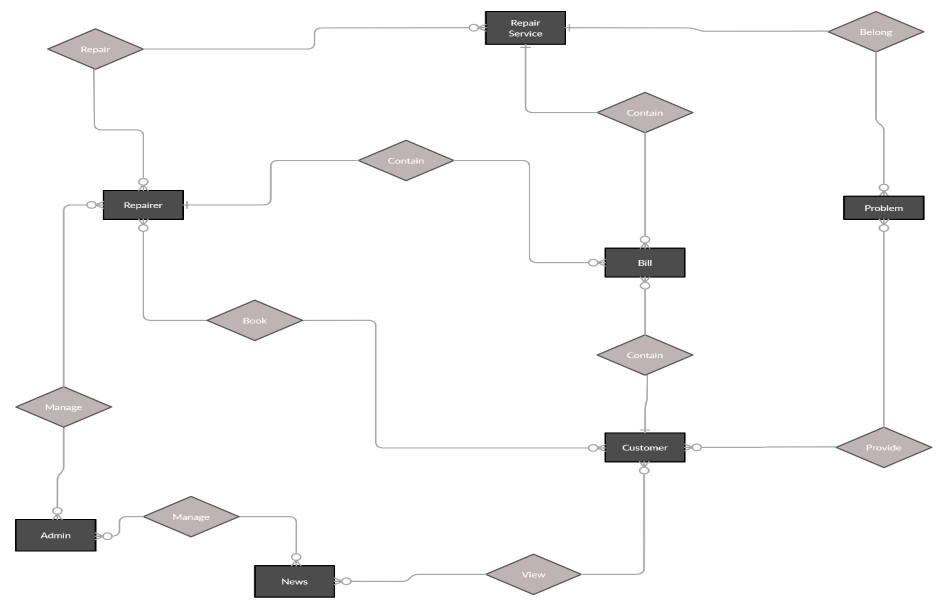 Repair
Service
Belong
Repair
Contain
Contain
Repairer
Problem
Bill
Book
Contain
Manage
Customer
Provide
Manage
Admin
View
News